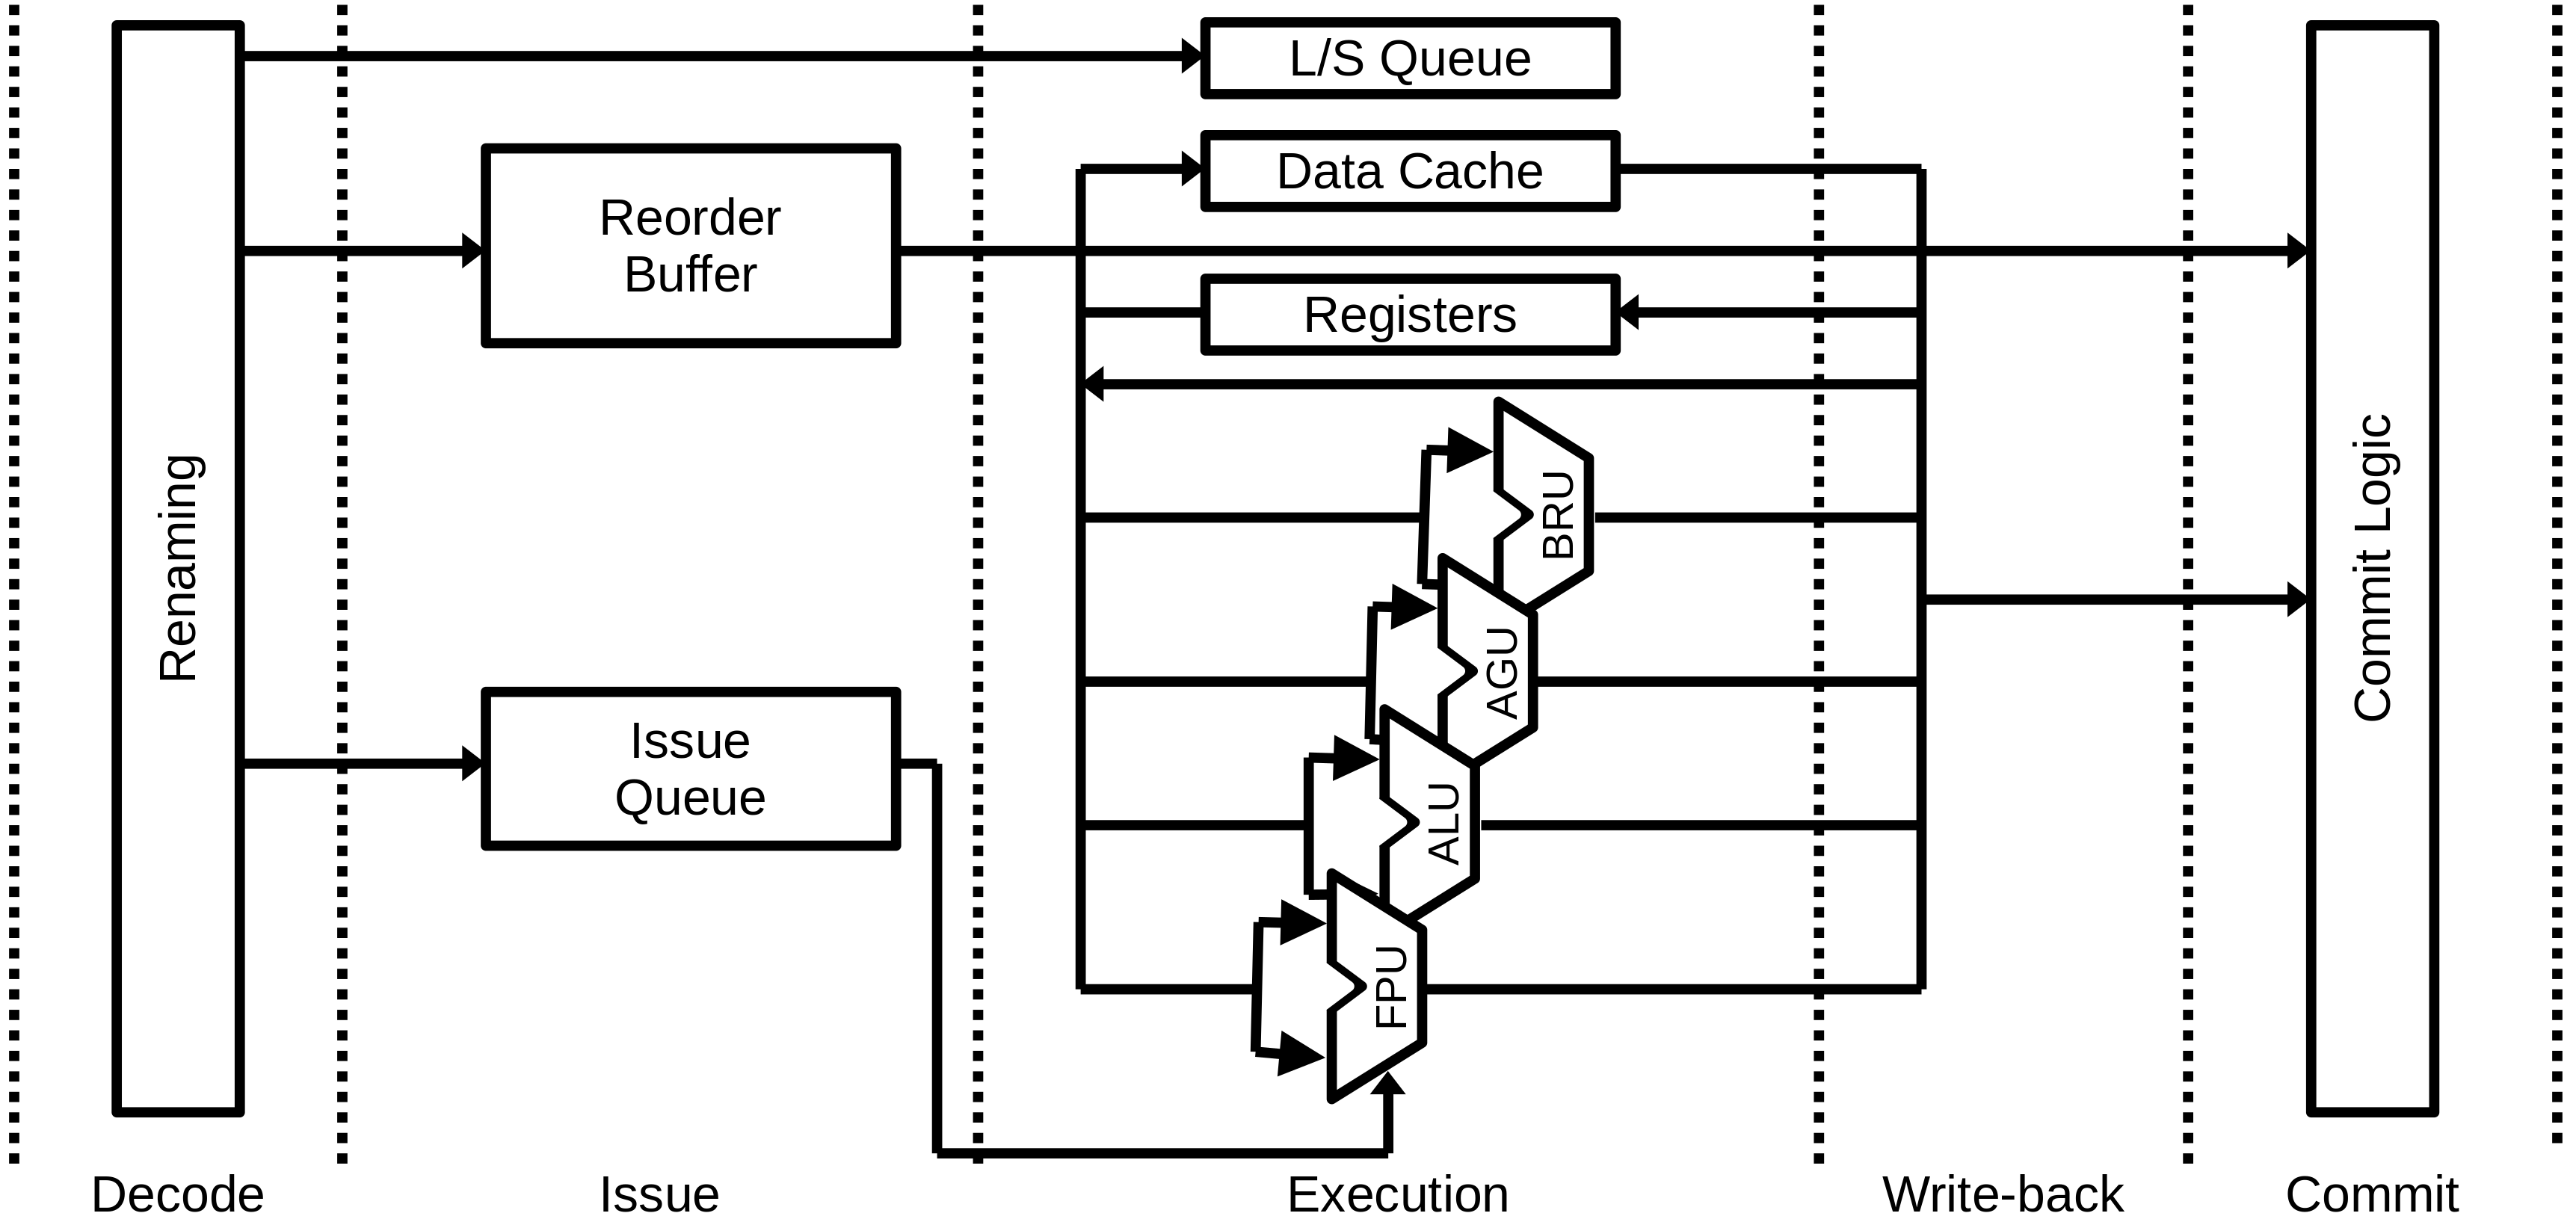 L/S Queue
Data Cache
Reorder
Buffer
Registers
Renaming
BRU
AGU
ALU
FPU
Issue
Queue
Commit Logic
Decode
Issue
Execution
Write-back
Commit